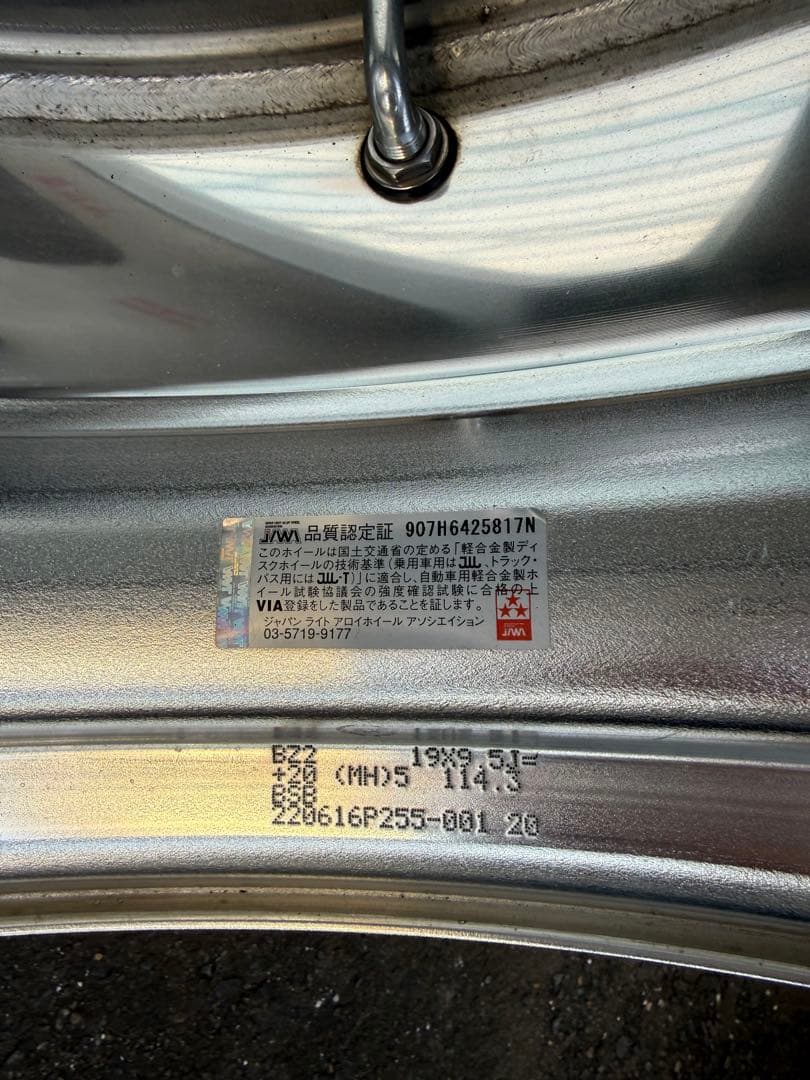 JAWA 品質認定証 907H6425817N
このホイールは国土交通省の定める「軽合金製ディ
スクホイールの技術基準(乗用車用はJWL、トラック・
バス用にはJWL-T)」に適合し、自動車用軽合金製ホ
イール試験協議会の強度確認試験に合格の上
VIA登録をした製品であることを証します。
ジャパン ライト アロイホイール アソシエイション
03-5719-9177
JAWA
BZ2 19X9.5J
+20 (MH)5 114.3
BSB
220616P255-001 20